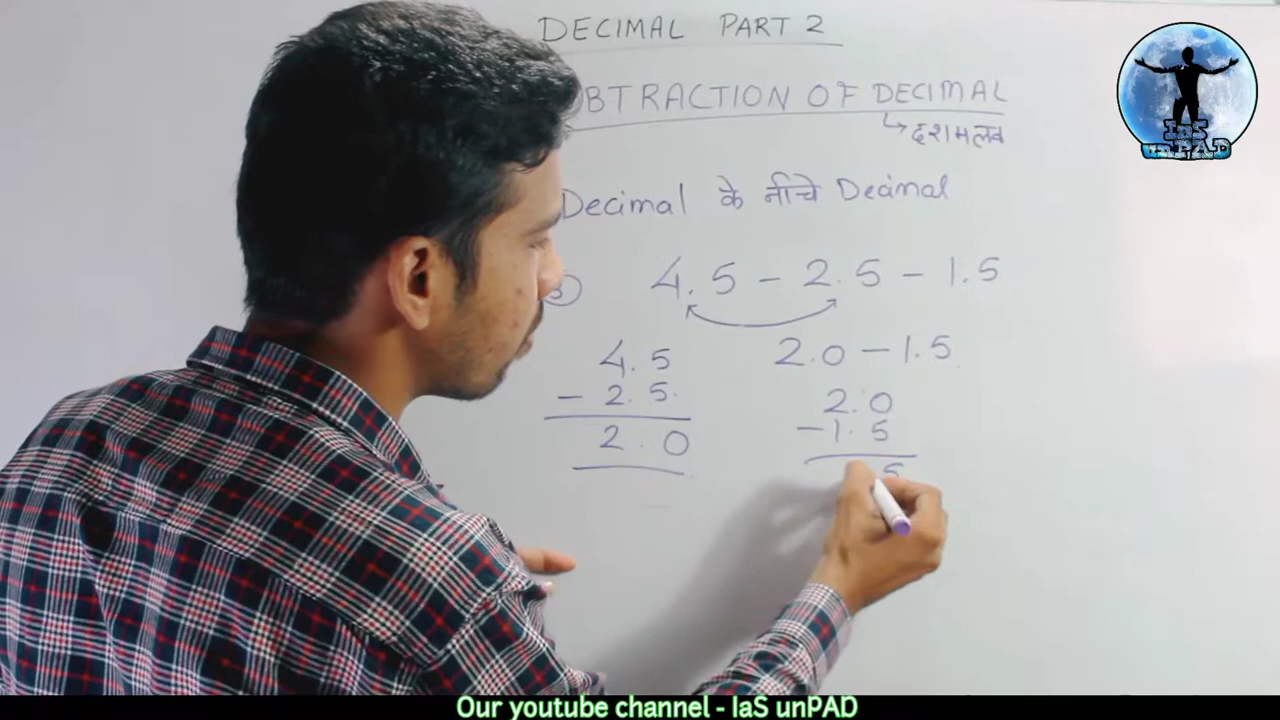 DECIMAL PART 2
BTRACTION OF DECIMAL
↳ दशमलव
Decimal के नीचे Decimal
4.5 - 2.5 - 1.5
4.5
- 2.5
2.0
2.0 - 1.5
2.0
-1.5
5
IaS
unPAD
Our youtube channel - IaS unPAD